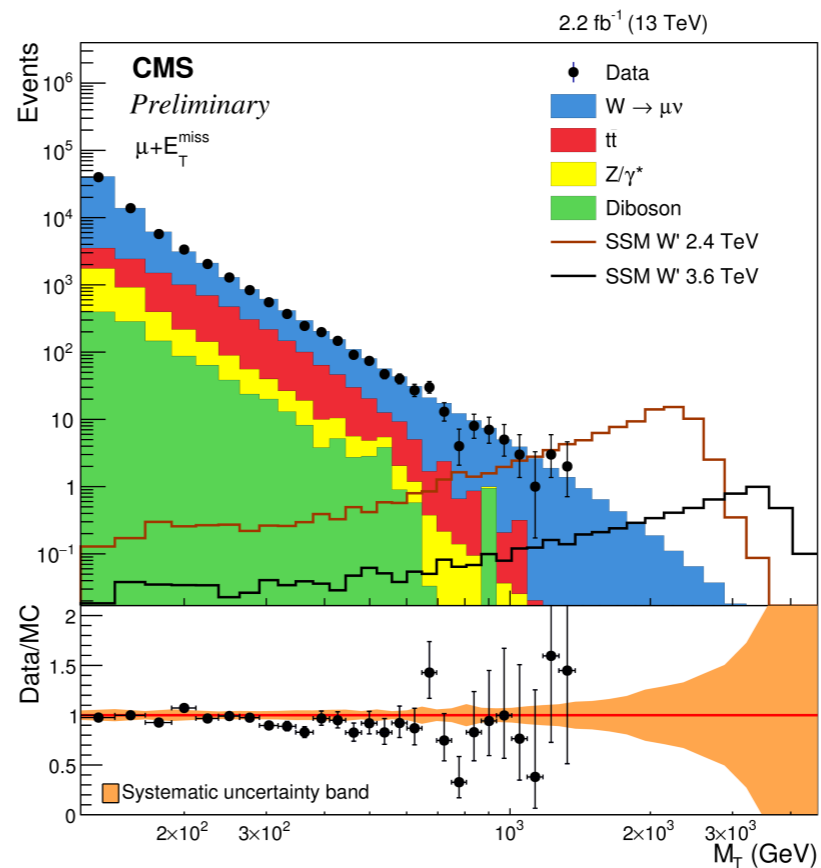 2.2 fb⁻¹ (13 TeV)
Events
CMS
Preliminary
μ+E_T^miss
Data
W → μν
tt
Z/γ*
Diboson
SSM W' 2.4 TeV
SSM W' 3.6 TeV
10⁶
10⁵
10⁴
10³
10²
10
1
10⁻¹
Data/MC
2
1.5
1
0.5
0
Systematic uncertainty band
2×10² 3×10² 10³ 2×10³ 3×10³
M_T (GeV)